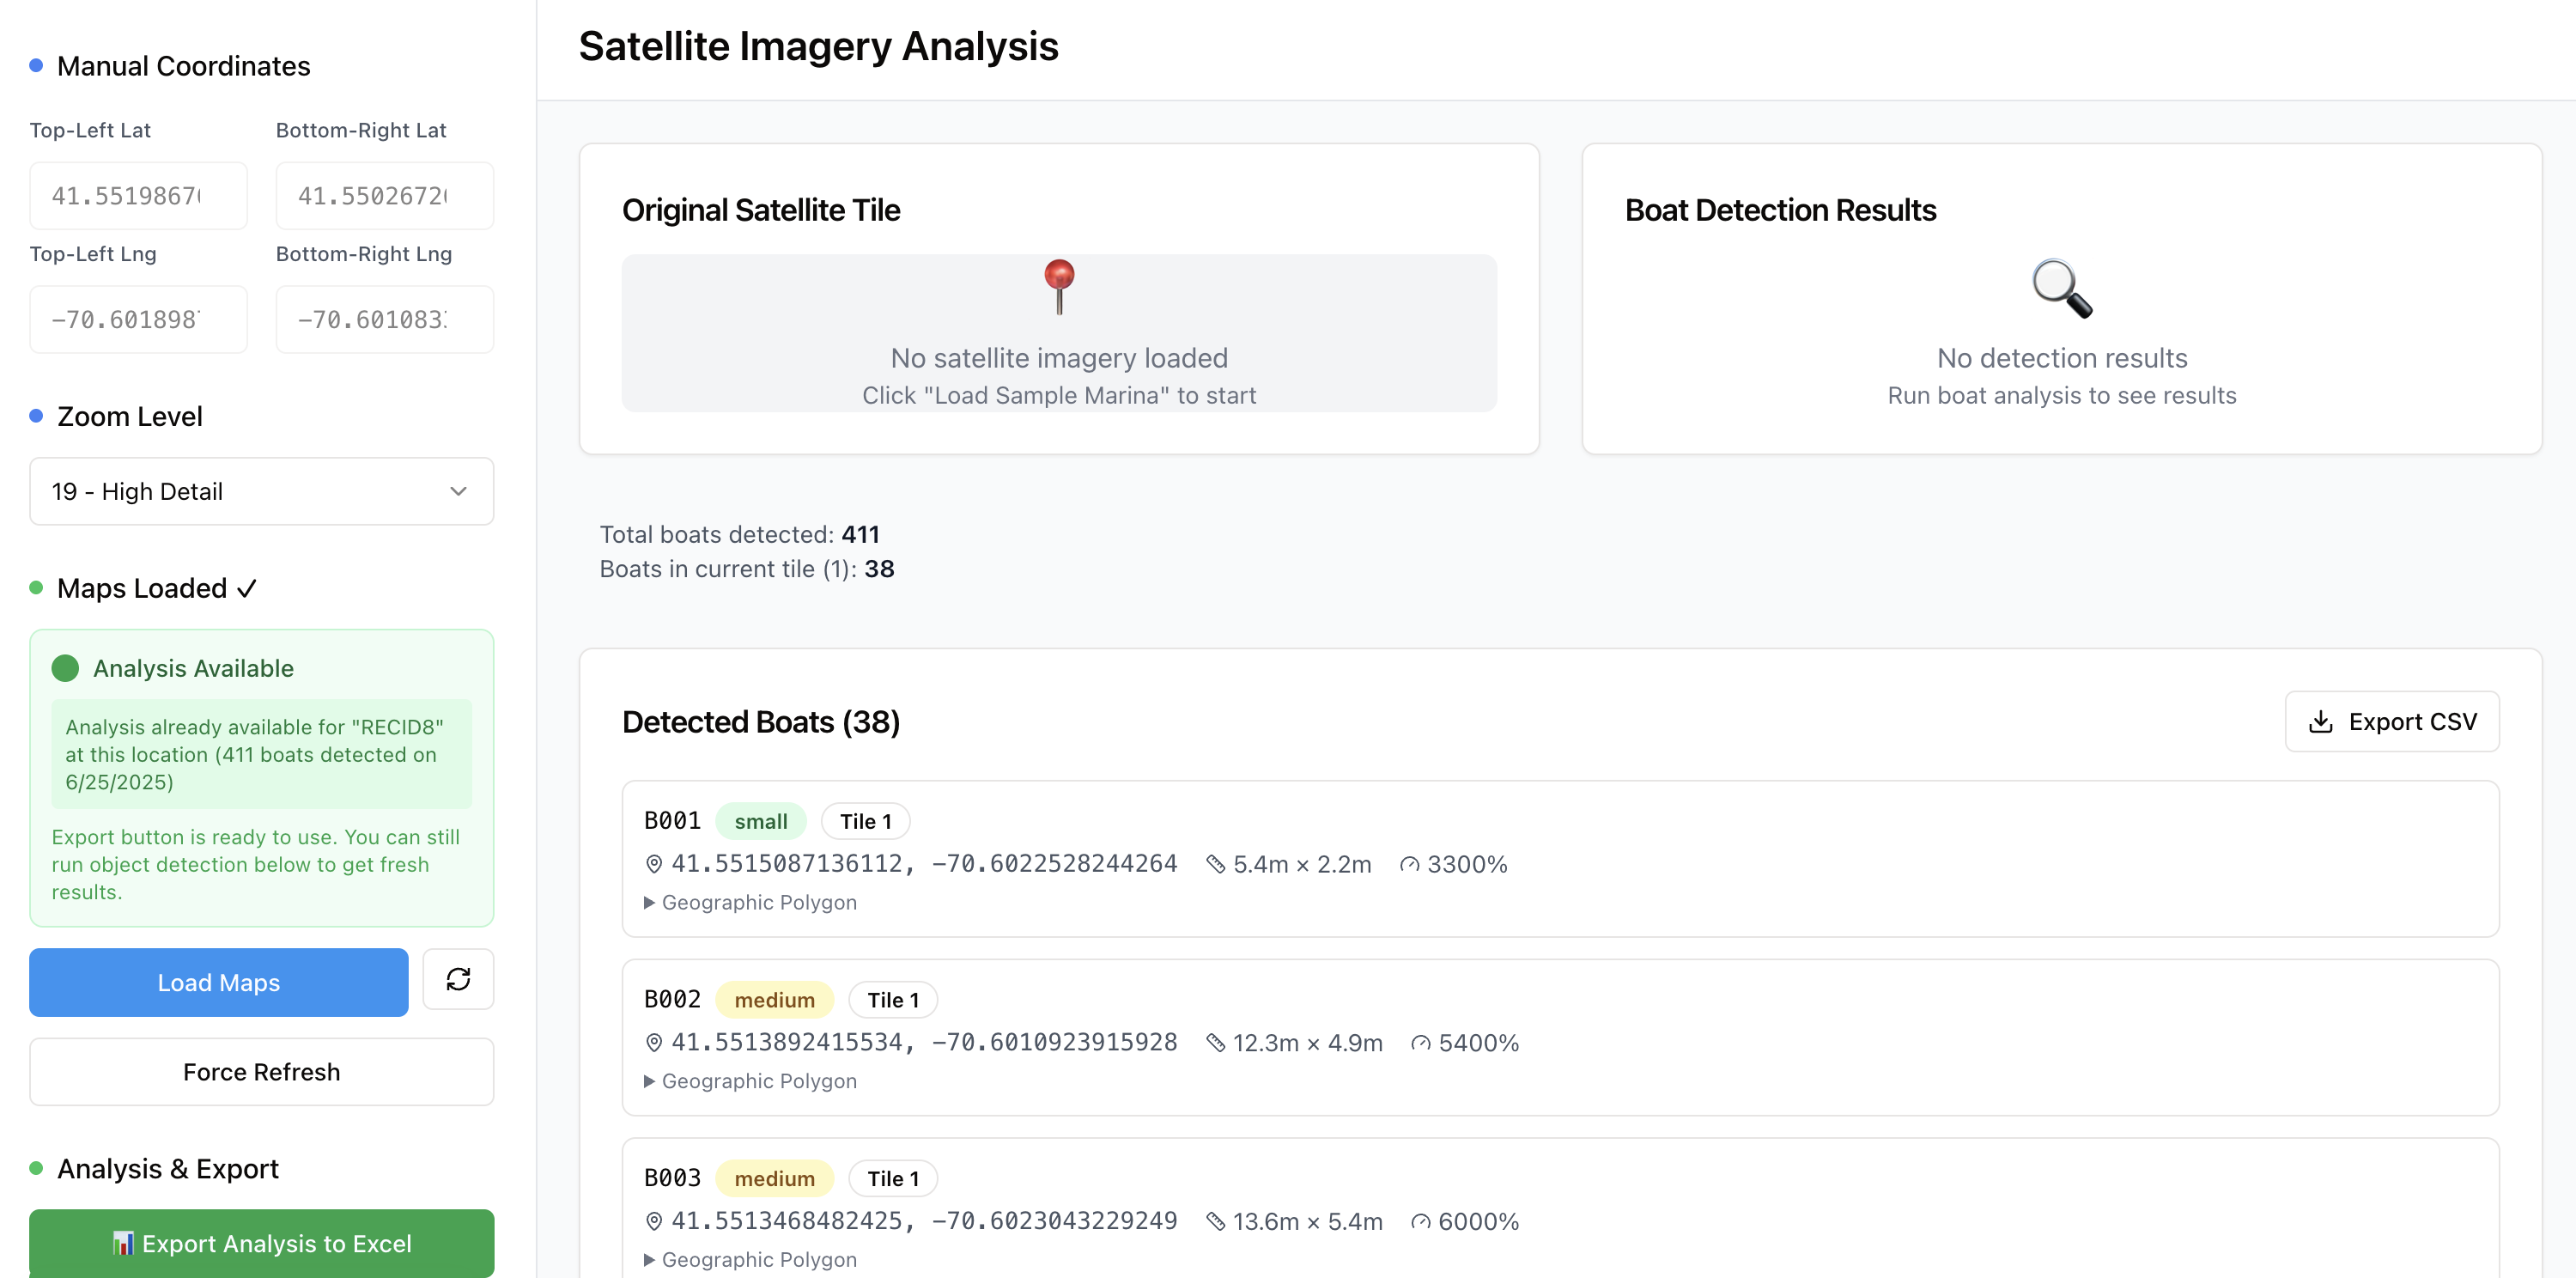 Manual Coordinates
Top-Left Lat
Bottom-Right Lat
41.5519867
41.5502672
Top-Left Lng
Bottom-Right Lng
-70.601898
-70.601083
Zoom Level
19 - High Detail
Maps Loaded ✓
Analysis Available
Analysis already available for "RECID8"
at this location (411 boats detected on
6/25/2025)
Export button is ready to use. You can still
run object detection below to get fresh
results.
Load Maps
Force Refresh
Analysis & Export
Export Analysis to Excel
Satellite Imagery Analysis
Original Satellite Tile
No satellite imagery loaded
Click "Load Sample Marina" to start
Boat Detection Results
No detection results
Run boat analysis to see results
Total boats detected: 411
Boats in current tile (1): 38
Detected Boats (38)
Export CSV
B001 small Tile 1
41.5515087136112, -70.6022528244264 5.4m × 2.2m 3300%
Geographic Polygon
B002 medium Tile 1
41.5513892415534, -70.6010923915928 12.3m × 4.9m 5400%
Geographic Polygon
B003 medium Tile 1
41.5513468482425, -70.6023043229249 13.6m × 5.4m 6000%
Geographic Polygon